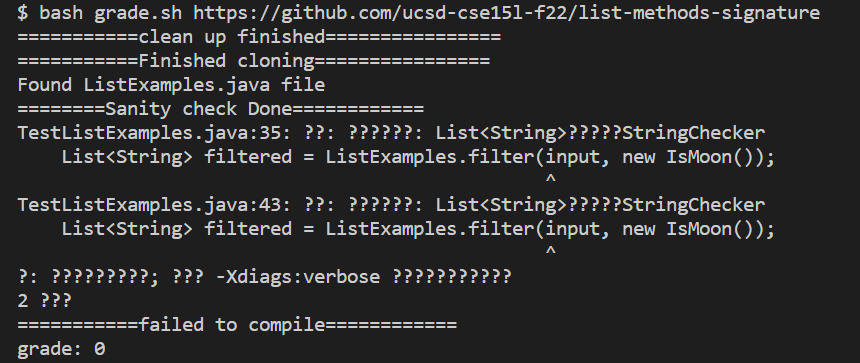 $ bash grade.sh https://github.com/ucsd-cse15l-f22/list-methods-signature
===========clean up finished================
===========Finished cloning================
Found ListExamples.java file
========Sanity check Done============
TestListExamples.java:35: ??: ??????: List<String>?????StringChecker
    List<String> filtered = ListExamples.filter(input, new IsMoon());
                                                ^
TestListExamples.java:43: ??: ??????: List<String>?????StringChecker
    List<String> filtered = ListExamples.filter(input, new IsMoon());
                                                ^
?: ?????????; ??? -Xdiags:verbose ???????????
2 ???
===========failed to compile============
grade: 0